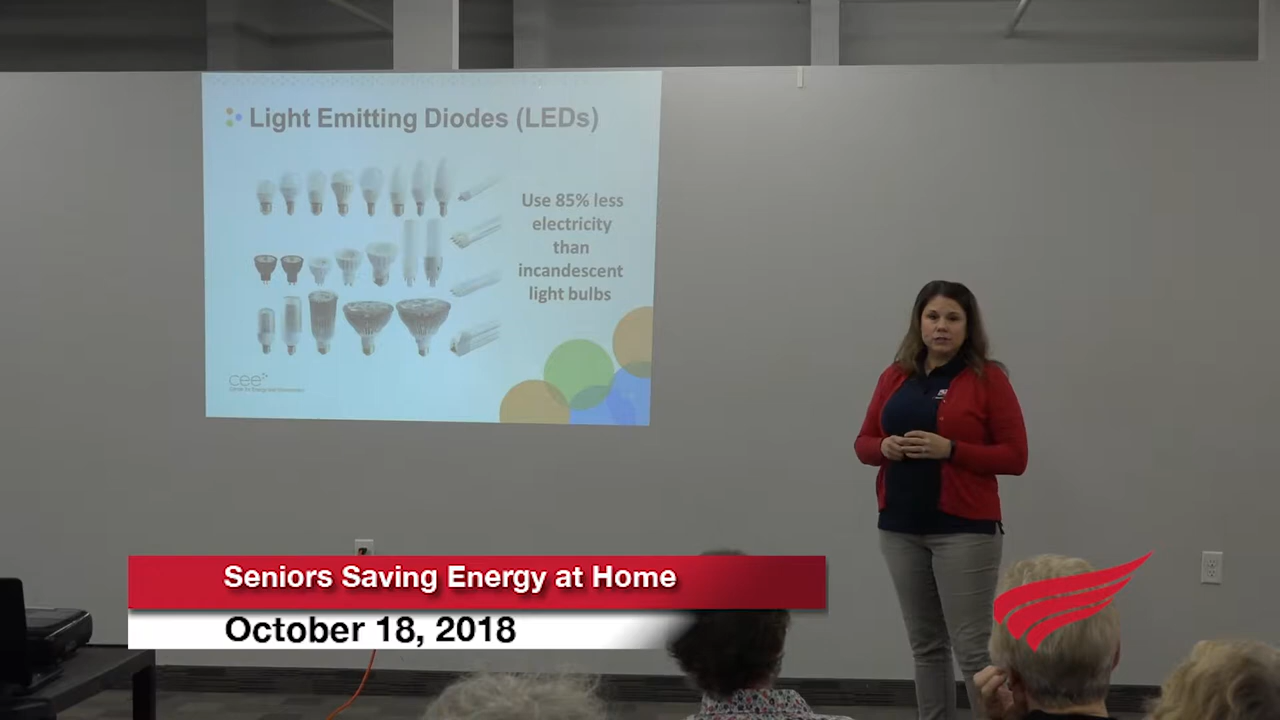 Light Emitting Diodes (LEDs)
Use 85% less
electricity
than
incandescent
light bulbs
cee
Seniors Saving Energy at Home
October 18, 2018